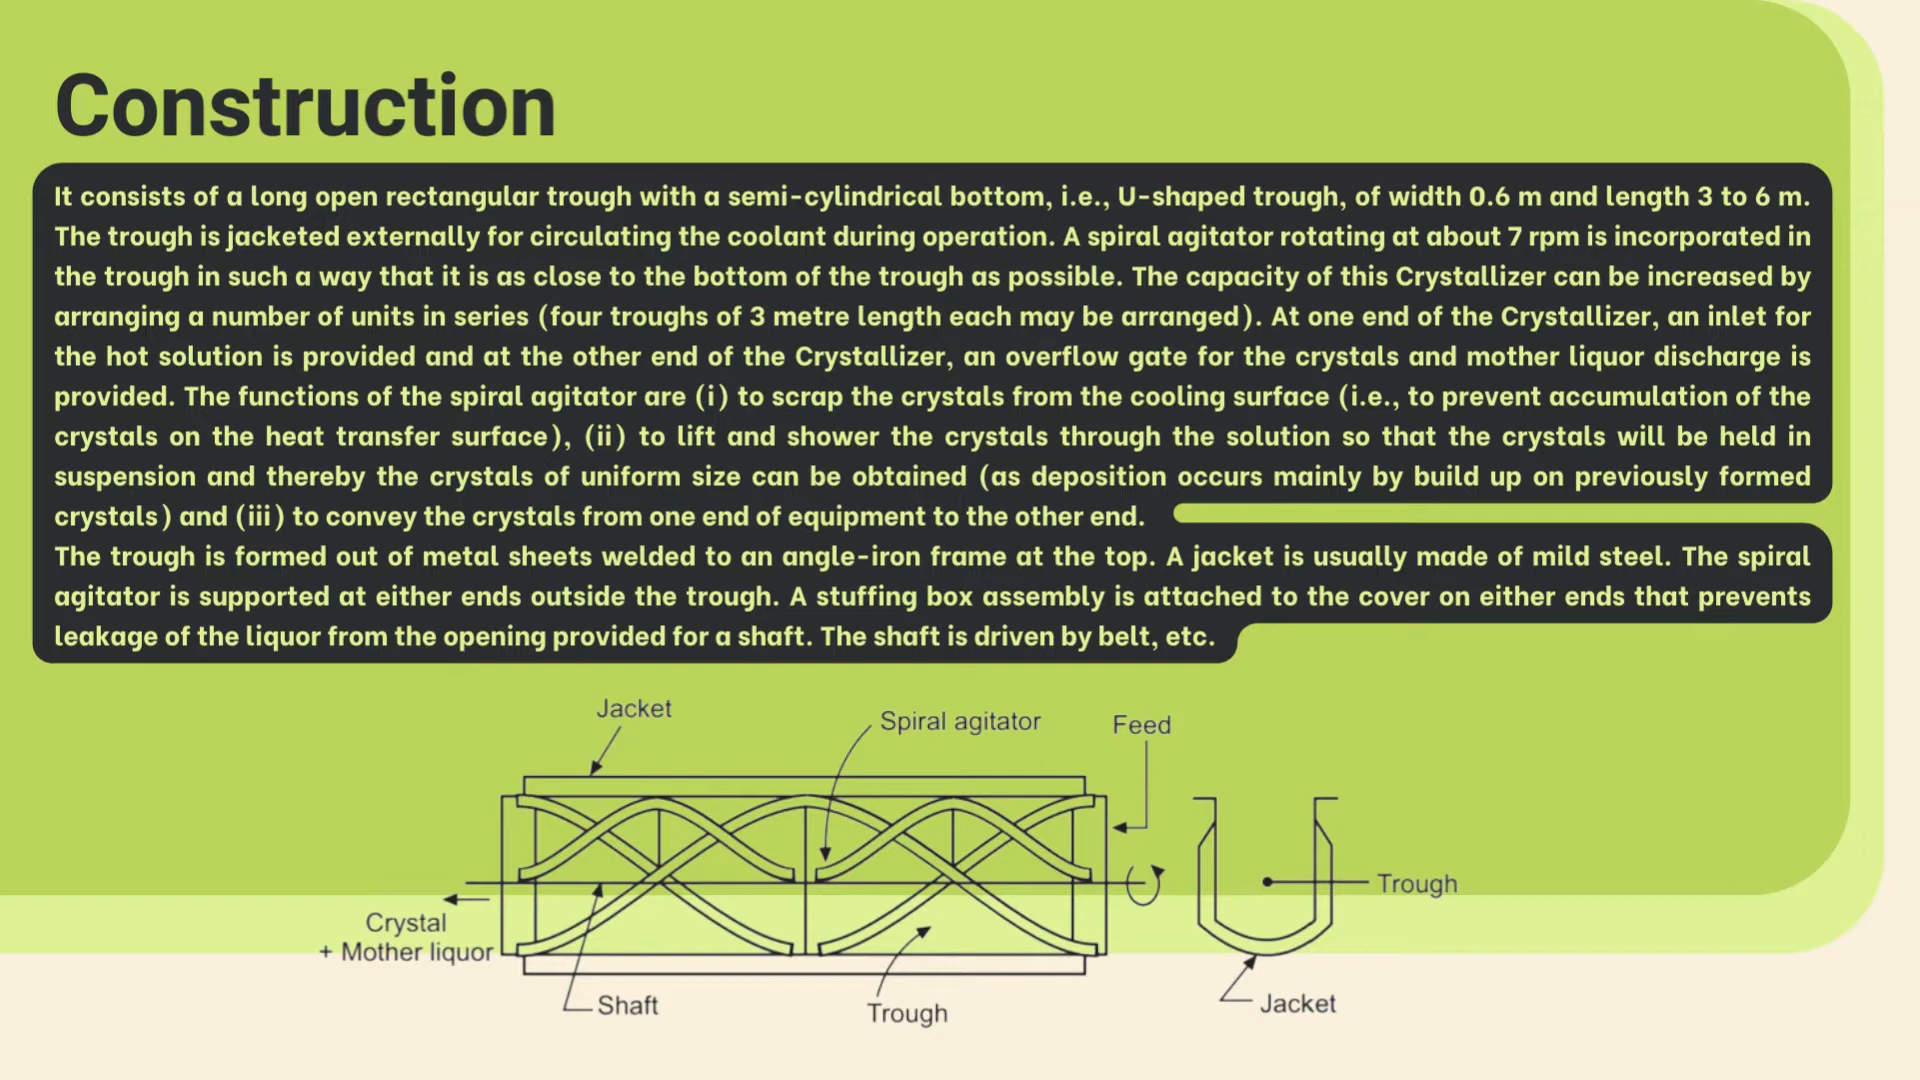 Construction
It consists of a long open rectangular trough with a semi-cylindrical bottom, i.e., U-shaped trough, of width 0.6 m and length 3 to 6 m.
The trough is jacketed externally for circulating the coolant during operation. A spiral agitator rotating at about 7 rpm is incorporated in
the trough in such a way that it is as close to the bottom of the trough as possible. The capacity of this Crystallizer can be increased by
arranging a number of units in series (four troughs of 3 metre length each may be arranged). At one end of the Crystallizer, an inlet for
the hot solution is provided and at the other end of the Crystallizer, an overflow gate for the crystals and mother liquor discharge is
provided. The functions of the spiral agitator are (i) to scrap the crystals from the cooling surface (i.e., to prevent accumulation of the
crystals on the heat transfer surface), (ii) to lift and shower the crystals through the solution so that the crystals will be held in
suspension and thereby the crystals of uniform size can be obtained (as deposition occurs mainly by build up on previously formed
crystals) and (iii) to convey the crystals from one end of equipment to the other end.
The trough is formed out of metal sheets welded to an angle-iron frame at the top. A jacket is usually made of mild steel. The spiral
agitator is supported at either ends outside the trough. A stuffing box assembly is attached to the cover on either ends that prevents
leakage of the liquor from the opening provided for a shaft. The shaft is driven by belt, etc.
Jacket
Spiral agitator
Feed
Trough
Crystal
+ Mother liquor
Shaft
Trough
Jacket